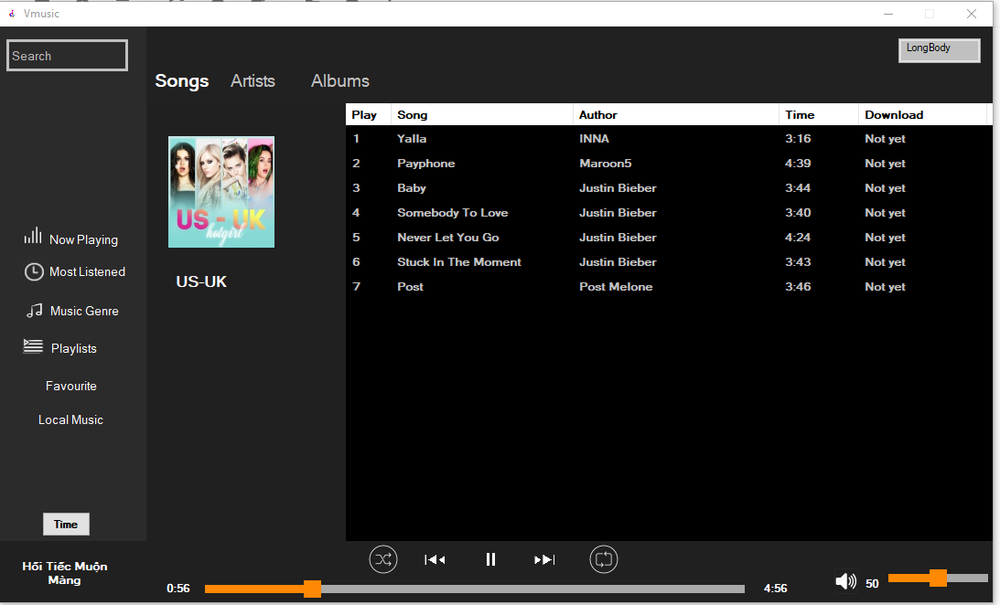 Vmusic
Search
LongBody
Songs Artists Albums
Play Song Author Time Download
1 Yalla INNA 3:16 Not yet
2 Payphone Maroon5 4:39 Not yet
3 Baby Justin Bieber 3:44 Not yet
4 Somebody To Love Justin Bieber 3:40 Not yet
5 Never Let You Go Justin Bieber 4:24 Not yet
6 Stuck In The Moment Justin Bieber 3:43 Not yet
7 Post Post Melone 3:46 Not yet
US - UK
hotgirl
US-UK
Now Playing
Most Listened
Music Genre
Playlists
Favourite
Local Music
Time
Hối Tiếc Muộn
Màng
0:56
4:56
50